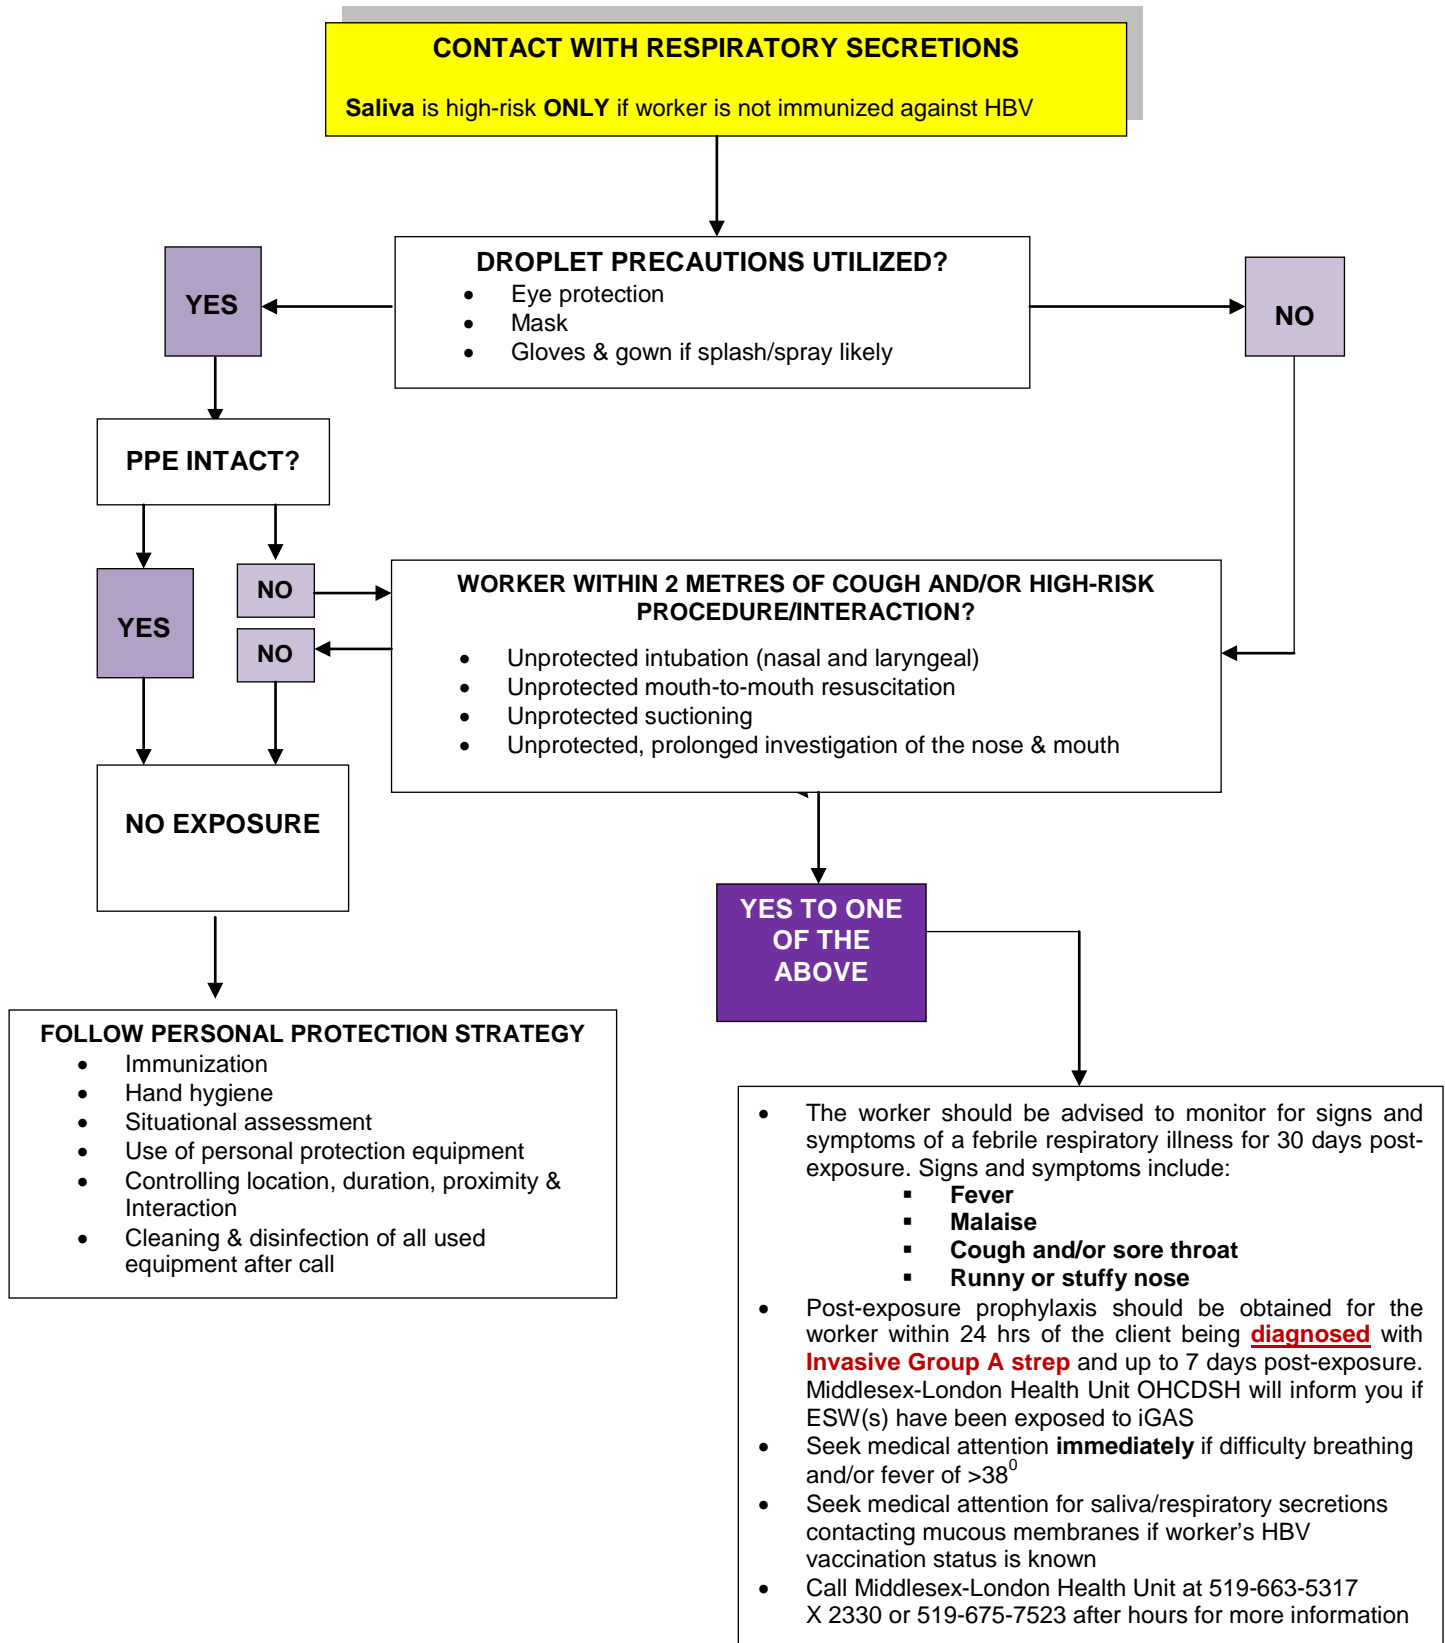 CONTACT WITH RESPIRATORY SECRETIONS
Saliva is high-risk ONLY if worker is not immunized against HBV
DROPLET PRECAUTIONS UTILIZED?
• Eye protection
• Mask
• Gloves & gown if splash/spray likely
YES
NO
PPE INTACT?
YES
NO
NO
WORKER WITHIN 2 METRES OF COUGH AND/OR HIGH-RISK
PROCEDURE/INTERACTION?
• Unprotected intubation (nasal and laryngeal)
• Unprotected mouth-to-mouth resuscitation
• Unprotected suctioning
• Unprotected, prolonged investigation of the nose & mouth
NO EXPOSURE
YES TO ONE
OF THE
ABOVE
FOLLOW PERSONAL PROTECTION STRATEGY
• Immunization
• Hand hygiene
• Situational assessment
• Use of personal protection equipment
• Controlling location, duration, proximity &
Interaction
• Cleaning & disinfection of all used
equipment after call
• The worker should be advised to monitor for signs and
symptoms of a febrile respiratory illness for 30 days post-
exposure. Signs and symptoms include:
▪ Fever
▪ Malaise
▪ Cough and/or sore throat
▪ Runny or stuffy nose
• Post-exposure prophylaxis should be obtained for the
worker within 24 hrs of the client being diagnosed with
Invasive Group A strep and up to 7 days post-exposure.
Middlesex-London Health Unit OHCDSH will inform you if
ESW(s) have been exposed to iGAS
• Seek medical attention immediately if difficulty breathing
and/or fever of >38⁰
• Seek medical attention for saliva/respiratory secretions
contacting mucous membranes if worker's HBV
vaccination status is known
• Call Middlesex-London Health Unit at 519-663-5317
X 2330 or 519-675-7523 after hours for more information